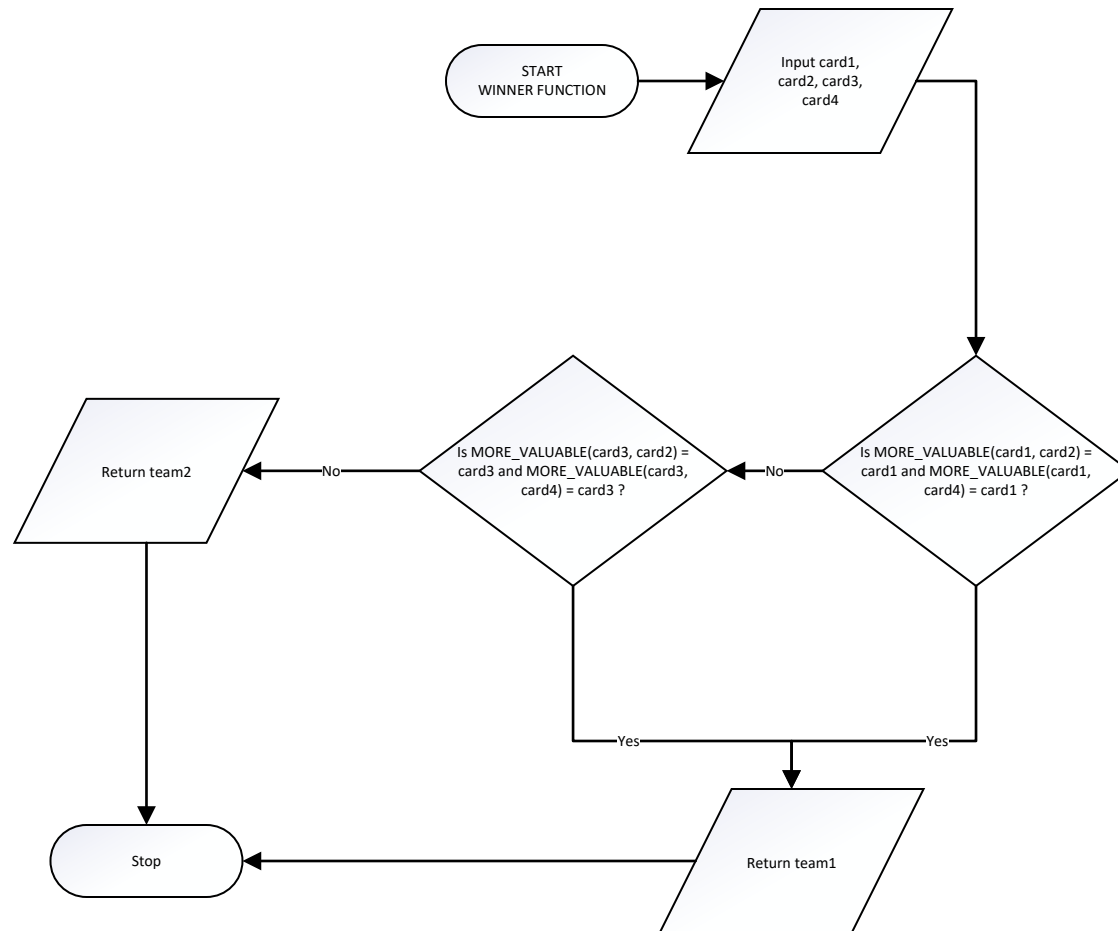 START
WINNER FUNCTION
Input card1,
card2, card3,
card4
Is MORE_VALUABLE(card1, card2) =
card1 and MORE_VALUABLE(card1,
card4) = card1 ?
No
Is MORE_VALUABLE(card3, card2) =
card3 and MORE_VALUABLE(card3,
card4) = card3 ?
No
Return team2
Yes
Yes
Return team1
Stop